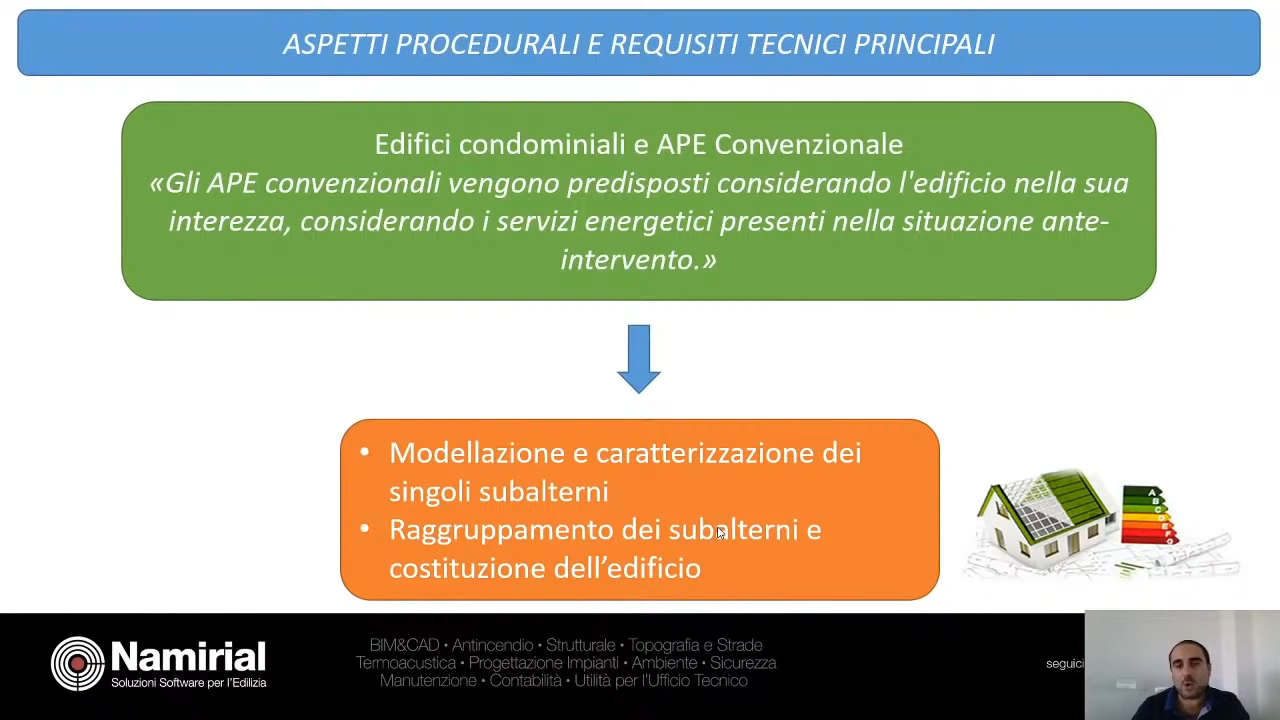 ASPETTI PROCEDURALI E REQUISITI TECNICI PRINCIPALI
Edifici condominiali e APE Convenzionale
«Gli APE convenzionali vengono predisposti considerando l'edificio nella sua
interezza, considerando i servizi energetici presenti nella situazione ante-
intervento.»
• Modellazione e caratterizzazione dei
singoli subalterni
• Raggruppamento dei subalterni e
costituzione dell’edificio
A
B
C
D
E
F
G
Namirial
Soluzioni Software per l'Edilizia
BIM&CAD • Antincendio • Strutturale • Topografia e Strade
Termoacustica • Progettazione Impianti • Ambiente • Sicurezza
Manutenzione • Contabilità • Utilità per l'Ufficio Tecnico
seguici